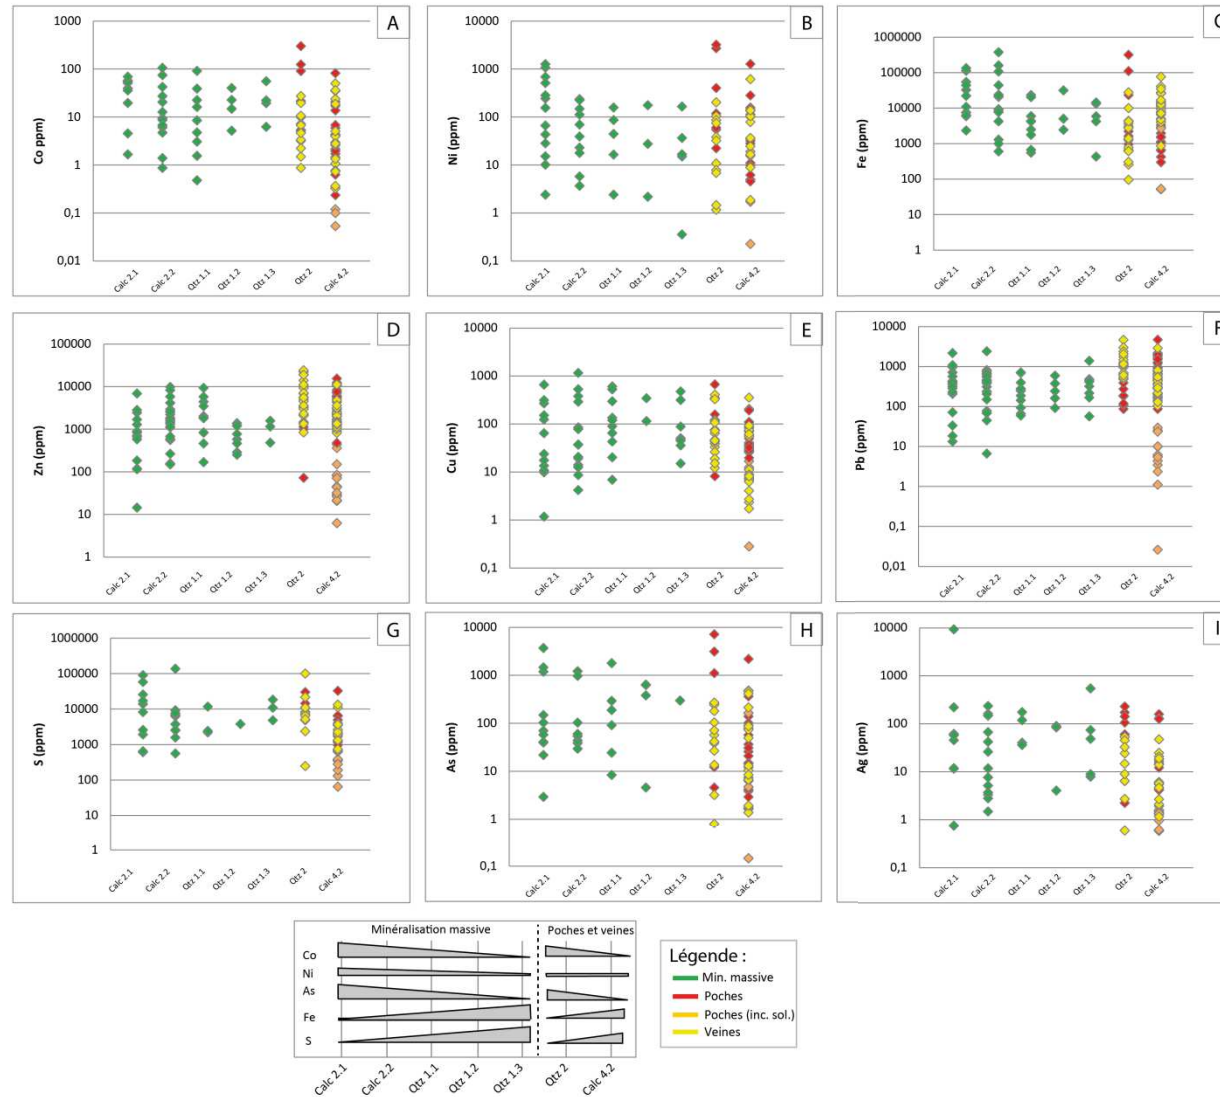 A
Co ppm)
1000
100
10
1
0,1
0,01
Calc 2.1
Calc 2.2
Qtz 1.1
Qtz 1.2
Qtz 1.3
Qtz 2
Calc 4.2
B
Ni (ppm)
10000
1000
100
10
1
0,1
Calc 2.1
Calc 2.2
Qtz 1.1
Qtz 1.2
Qtz 1.3
Qtz 2
Calc 4.2
Fe (ppm)
1000000
100000
10000
1000
100
10
1
Calc 2.1
Calc 2.2
Qtz 1.1
Qtz 1.2
Qtz 1.3
Qtz 2
Calc 4.2
D
Zn (ppm)
100000
10000
1000
100
10
1
Calc 2.1
Calc 2.2
Qtz 1.1
Qtz 1.2
Qtz 1.3
Qtz 2
Calc 4.2
E
Cu (ppm)
10000
1000
100
10
1
0,1
Calc 2.1
Calc 2.2
Qtz 1.1
Qtz 1.2
Qtz 1.3
Qtz 2
Calc 4.2
F
Pb (ppm)
10000
1000
100
10
1
0,1
0,01
Calc 2.1
Calc 2.2
Qtz 1.1
Qtz 1.2
Qtz 1.3
Qtz 2
Calc 4.2
G
S (ppm)
1000000
100000
10000
1000
100
10
1
Calc 2.1
Calc 2.2
Qtz 1.1
Qtz 1.2
Qtz 1.3
Qtz 2
Calc 4.2
H
As (ppm)
10000
1000
100
10
1
0,1
Calc 2.1
Calc 2.2
Qtz 1.1
Qtz 1.2
Qtz 1.3
Qtz 2
Calc 4.2
I
Ag (ppm)
10000
1000
100
10
1
0,1
Calc 2.1
Calc 2.2
Qtz 1.1
Qtz 1.2
Qtz 1.3
Qtz 2
Calc 4.2
Minéralisation massive
Poches et veines
Co
Ni
As
Fe
S
Calc 2.1
Calc 2.2
Qtz 1.1
Qtz 1.2
Qtz 1.3
Qtz 2
Calc 4.2
Légende :
Min. massive
Poches
Poches (inc. sol.)
Veines